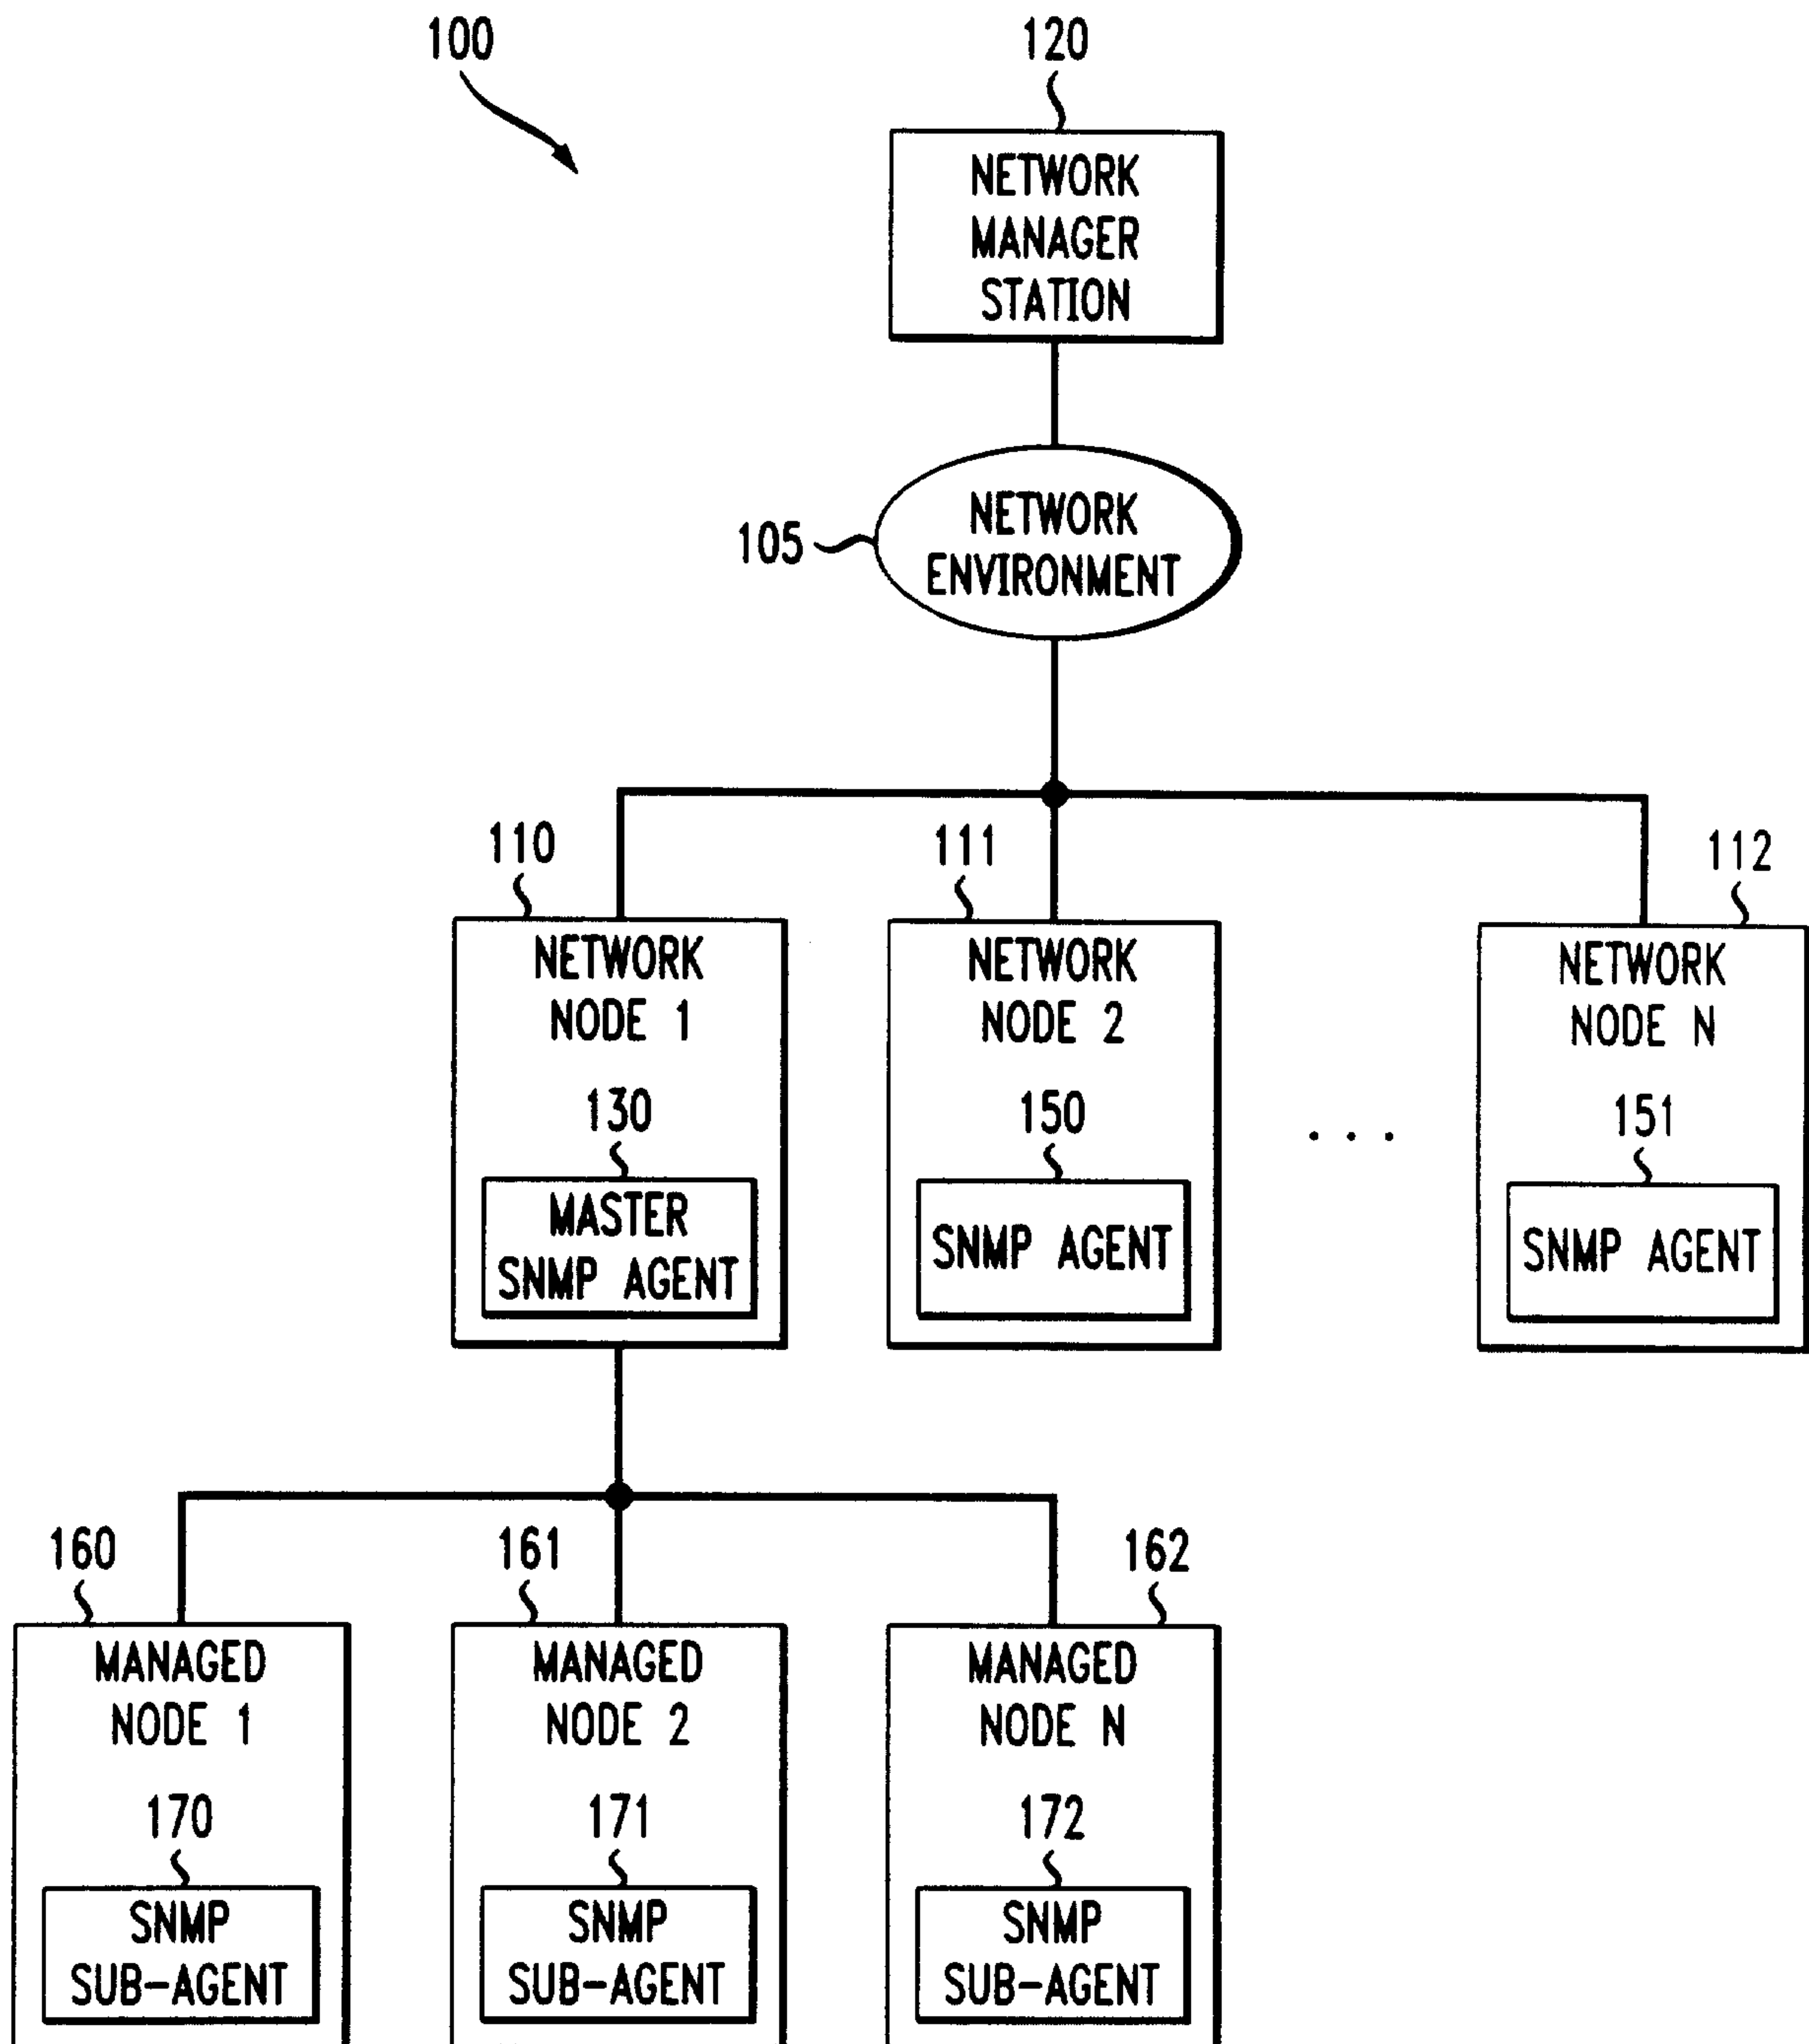 100
120
NETWORK
MANAGER
STATION
105
NETWORK
ENVIRONMENT
110
111
112
NETWORK
NODE 1
130
MASTER
SNMP AGENT
NETWORK
NODE 2
150
SNMP AGENT
. . .
NETWORK
NODE N
151
SNMP AGENT
160
161
162
MANAGED
NODE 1
170
SNMP
SUB-AGENT
MANAGED
NODE 2
171
SNMP
SUB-AGENT
MANAGED
NODE N
172
SNMP
SUB-AGENT